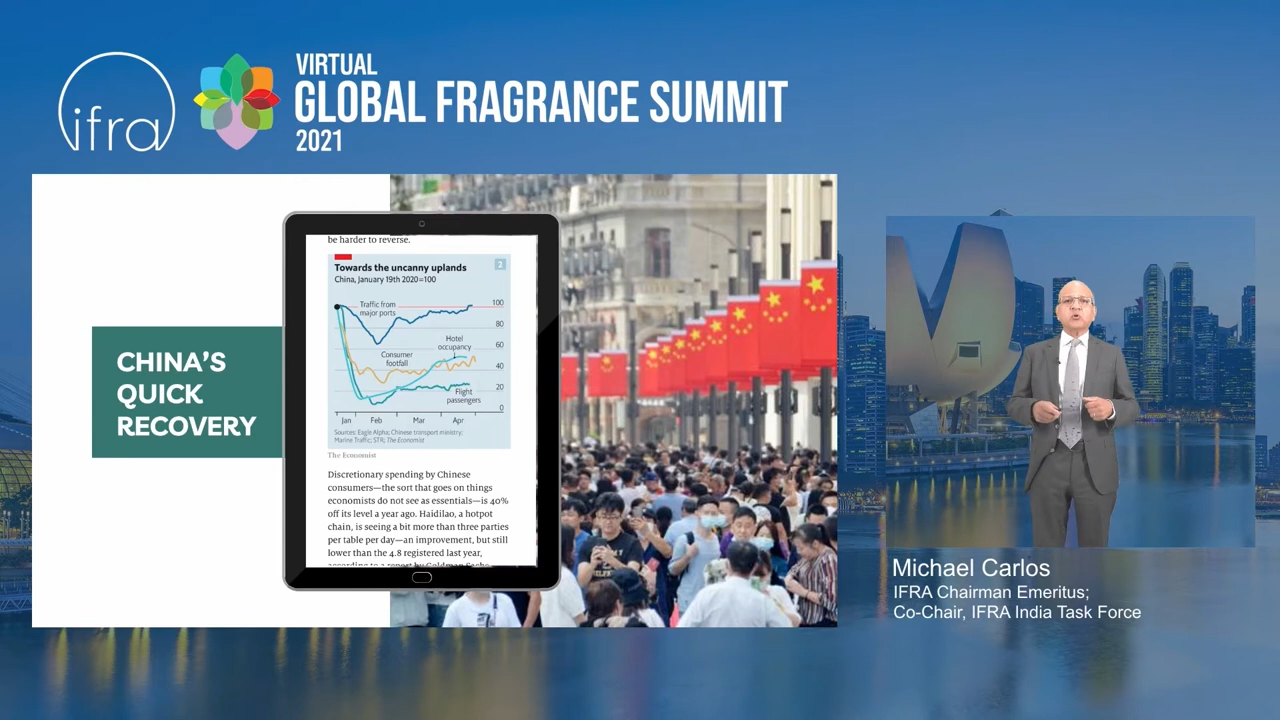 ifra
VIRTUAL
GLOBAL FRAGRANCE SUMMIT
2021
CHINA'S
QUICK
RECOVERY
be harder to reverse.
Towards the uncanny uplands
2
China, January 19th 2020=100
Traffic from
major ports
100
80
Hotel
occupancy
60
Consumer
footfall
40
20
Flight
passengers
0
Jan
Feb
Mar
Apr
Sources: Eagle Alpha; Chinese transport ministry;
Marine Traffic; STR; The Economist
The Economist
Discretionary spending by Chinese
consumers—the sort that goes on things
economists do not see as essentials—is 40%
off its level a year ago. Haidilao, a hotpot
chain, is seeing a bit more than three parties
per table per day—an improvement, but still
lower than the 4.8 registered last year,
according to a report by Goldman Sachs
Michael Carlos
IFRA Chairman Emeritus;
Co-Chair, IFRA India Task Force